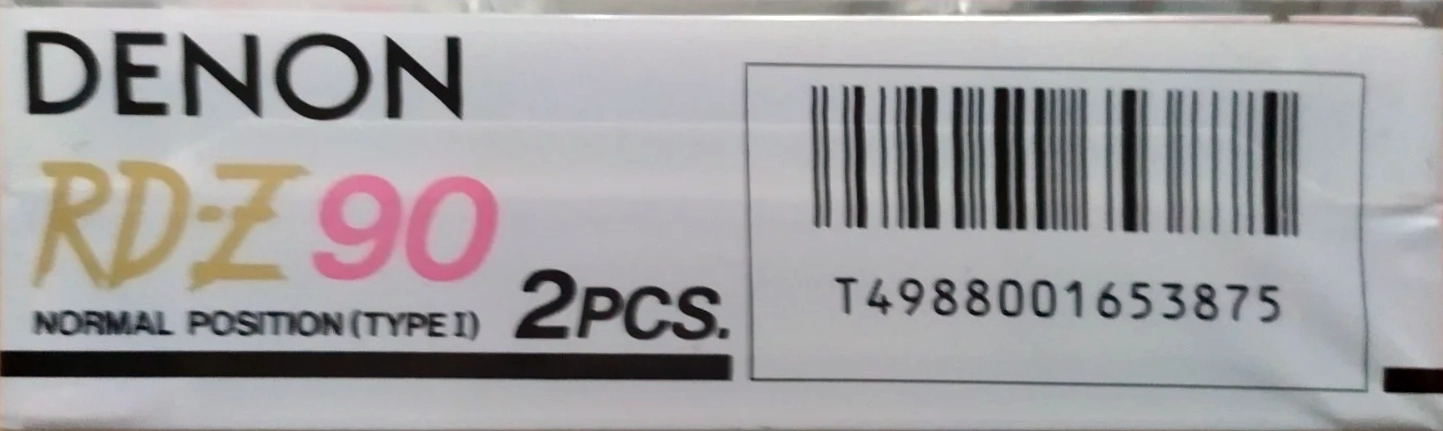 DENON
RD-Z 90
NORMAL POSITION (TYPE I)
2PCS.
T4988001653875